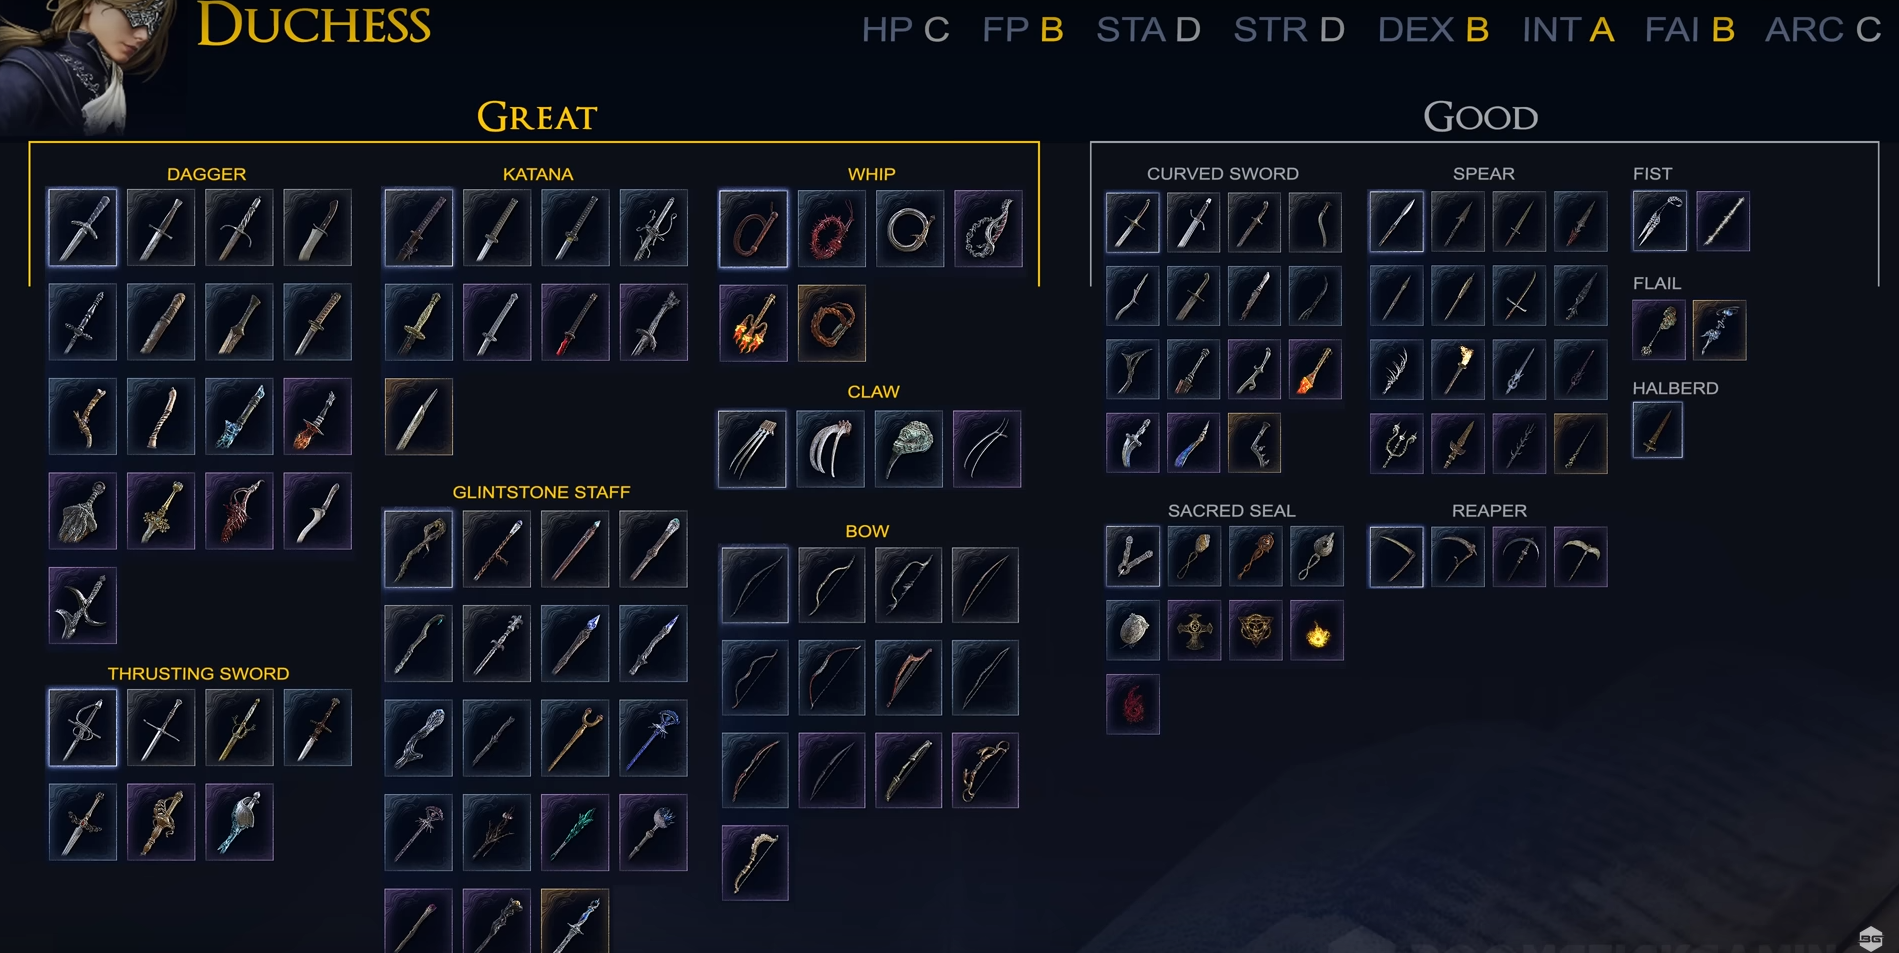 DUCHESS
HP C FP B STA D STR D DEX B INT A FAI B ARC C
GREAT
GOOD
DAGGER
KATANA
WHIP
CURVED SWORD
SPEAR
FIST
FLAIL
HALBERD
CLAW
GLINTSTONE STAFF
SACRED SEAL
REAPER
BOW
THRUSTING SWORD